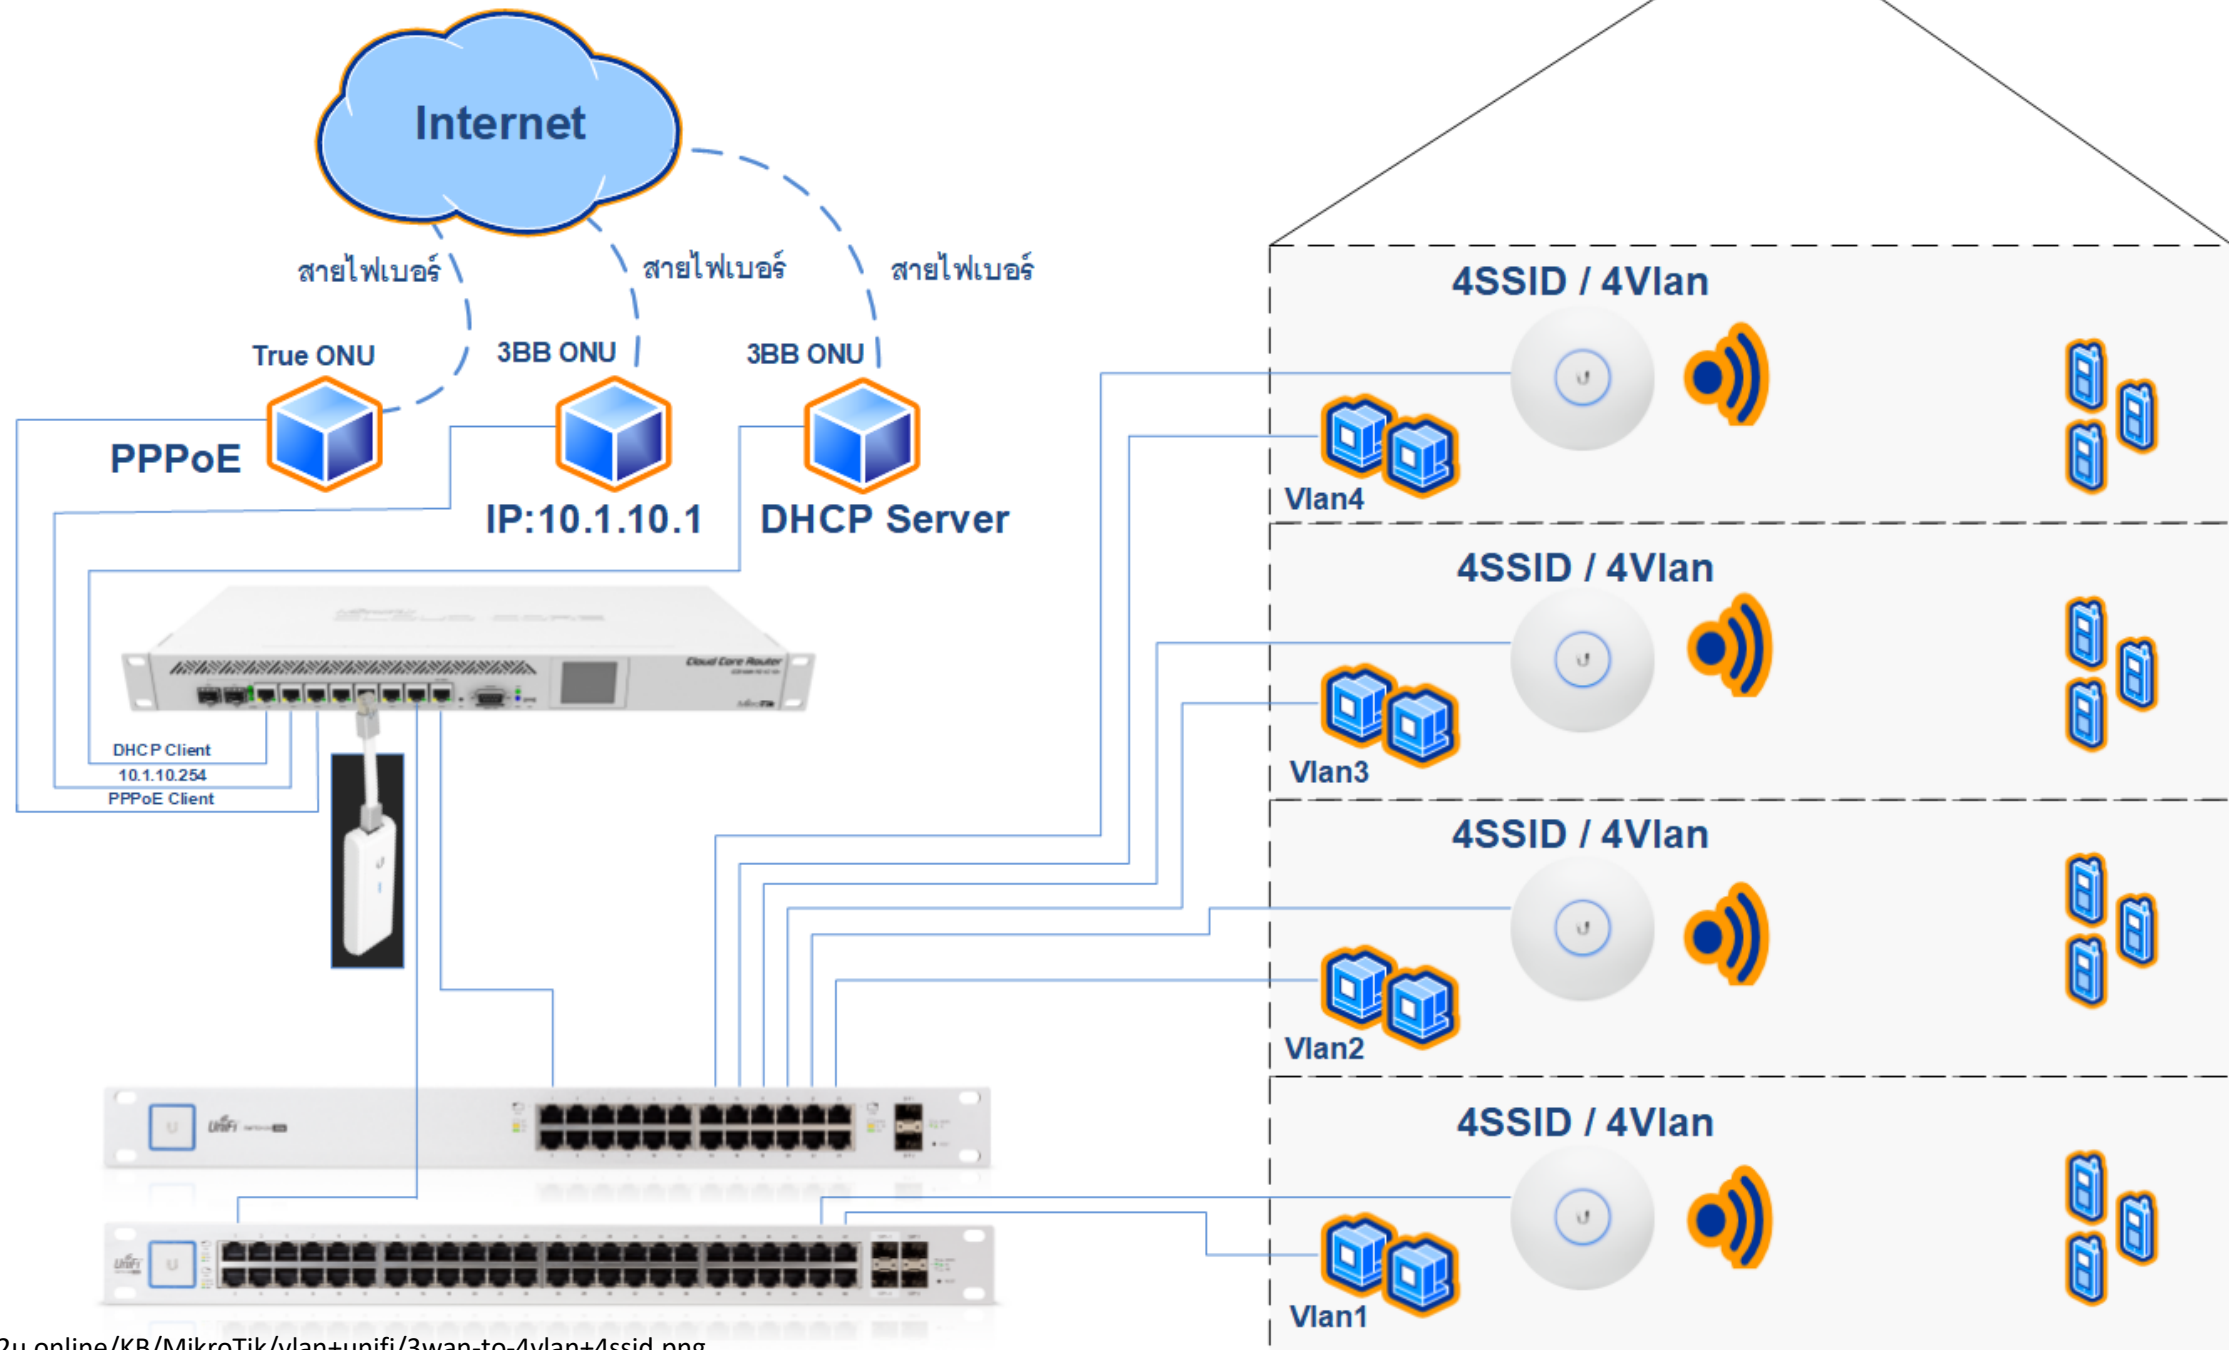 Internet
สายไฟเบอร์
สายไฟเบอร์
สายไฟเบอร์
True ONU
3BB ONU
3BB ONU
PPPoE
IP:10.1.10.1
DHCP Server
Cloud Core Router
DHCP Client
10.1.10.254
PPPoE Client
4SSID / 4Vlan
Vlan4
4SSID / 4Vlan
Vlan3
4SSID / 4Vlan
Vlan2
4SSID / 4Vlan
Vlan1
UniFi
UniFi
2u.online/KB/MikroTik/vlan+unifi/3wan-to-4vlan+4ssid.png